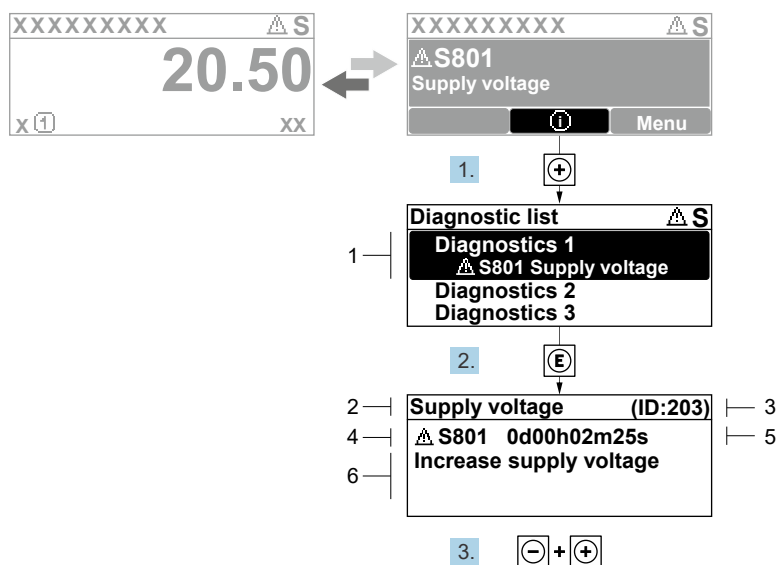 XXXXXXXXX ⚠ S
20.50
x 1 xx
XXXXXXXXX ⚠ S
⚠ S801
Supply voltage
i Menu
1. +
Diagnostic list ⚠ S
1
Diagnostics 1
⚠ S801 Supply voltage
Diagnostics 2
Diagnostics 3
2. E
2 Supply voltage (ID:203) 3
4 ⚠ S801 0d00h02m25s 5
6 Increase supply voltage
3. - + +